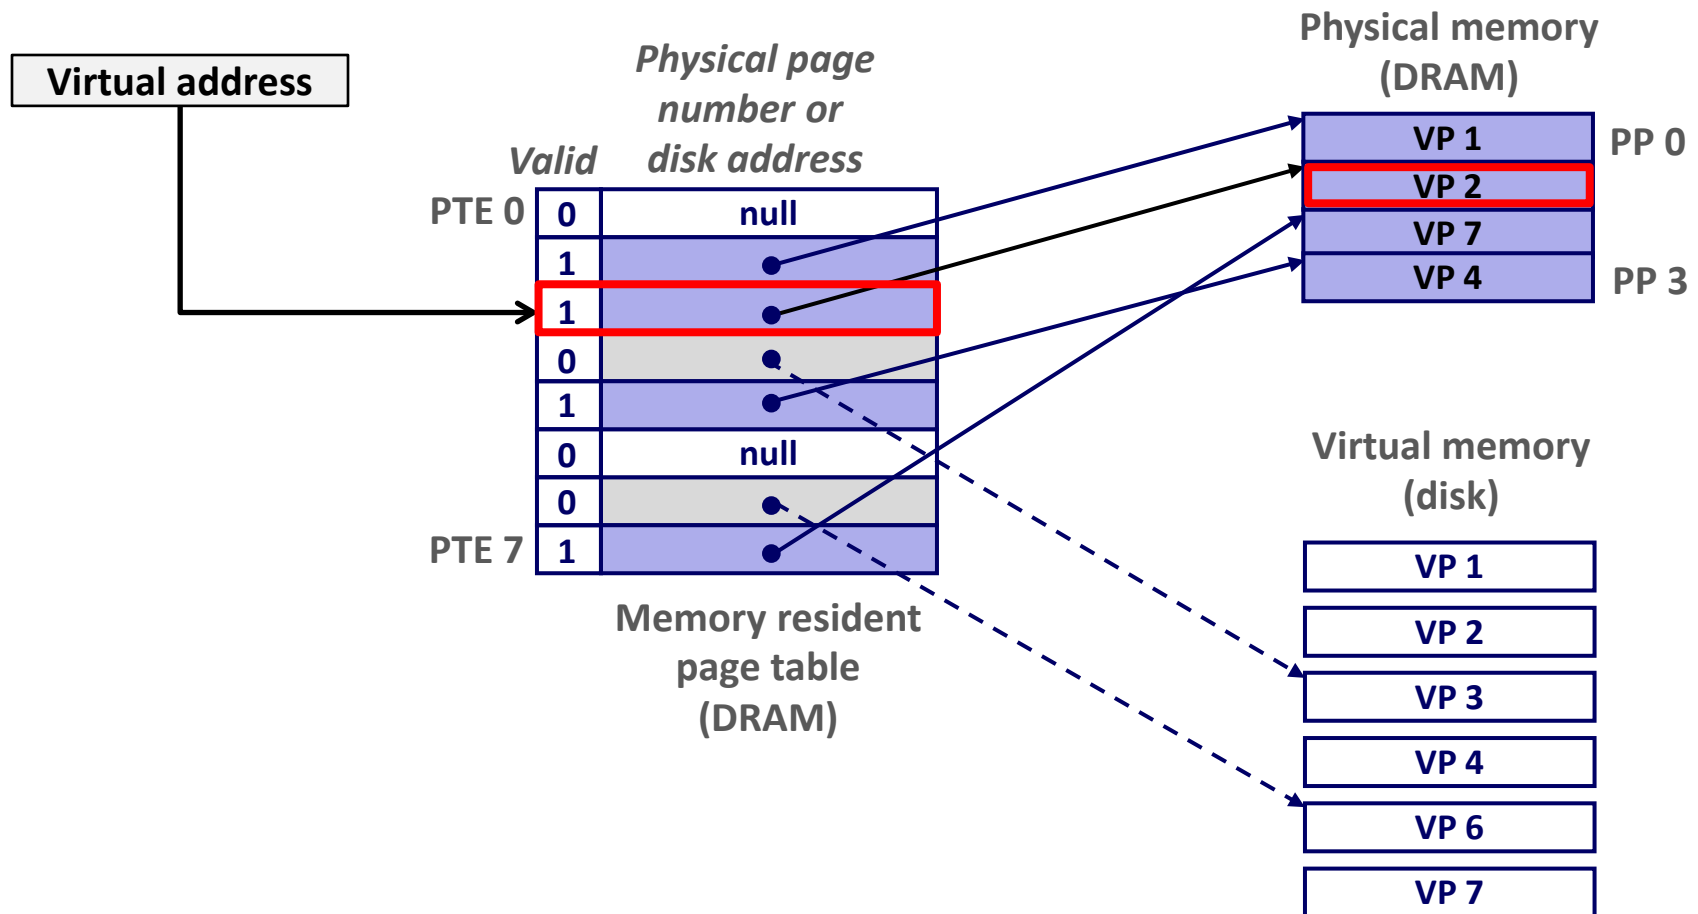 Virtual address
Physical page
number or
disk address
Valid
PTE 0
0
null
1
1
0
1
0
null
0
PTE 7
1
Memory resident
page table
(DRAM)
Physical memory
(DRAM)
VP 1
PP 0
VP 2
VP 7
VP 4
PP 3
Virtual memory
(disk)
VP 1
VP 2
VP 3
VP 4
VP 6
VP 7